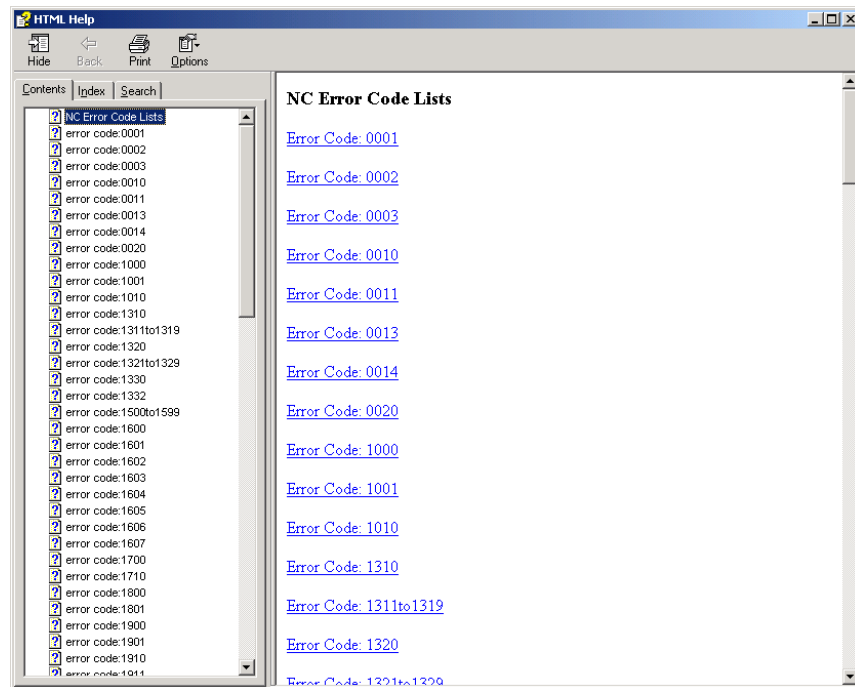 HTML Help
Hide Back Print Options
Contents Index Search
NC Error Code Lists
error code:0001
error code:0002
error code:0003
error code:0010
error code:0011
error code:0013
error code:0014
error code:0020
error code:1000
error code:1001
error code:1010
error code:1310
error code:1311to1319
error code:1320
error code:1321to1329
error code:1330
error code:1332
error code:1500to1599
error code:1600
error code:1601
error code:1602
error code:1603
error code:1604
error code:1605
error code:1606
error code:1607
error code:1700
error code:1710
error code:1800
error code:1801
error code:1900
error code:1901
error code:1910
error code:1911
NC Error Code Lists
Error Code: 0001
Error Code: 0002
Error Code: 0003
Error Code: 0010
Error Code: 0011
Error Code: 0013
Error Code: 0014
Error Code: 0020
Error Code: 1000
Error Code: 1001
Error Code: 1010
Error Code: 1310
Error Code: 1311to1319
Error Code: 1320
Error Code: 1321to1329